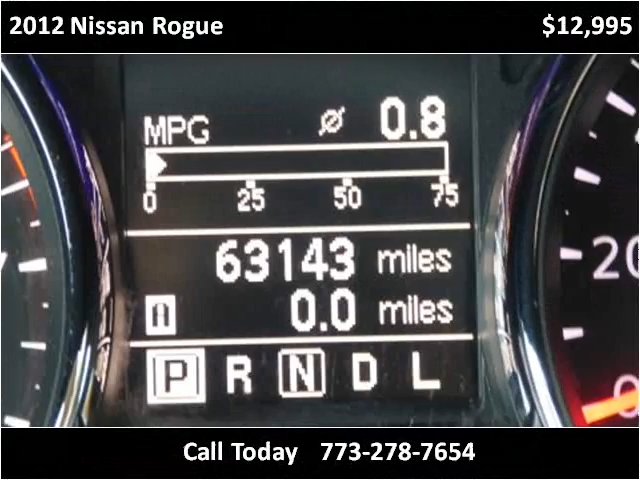 2012 Nissan Rogue $12,995
MPG ø 0.8
0 25 50 75
63143 miles
0.0 miles
P R N D L
20
0
Call Today 773-278-7654